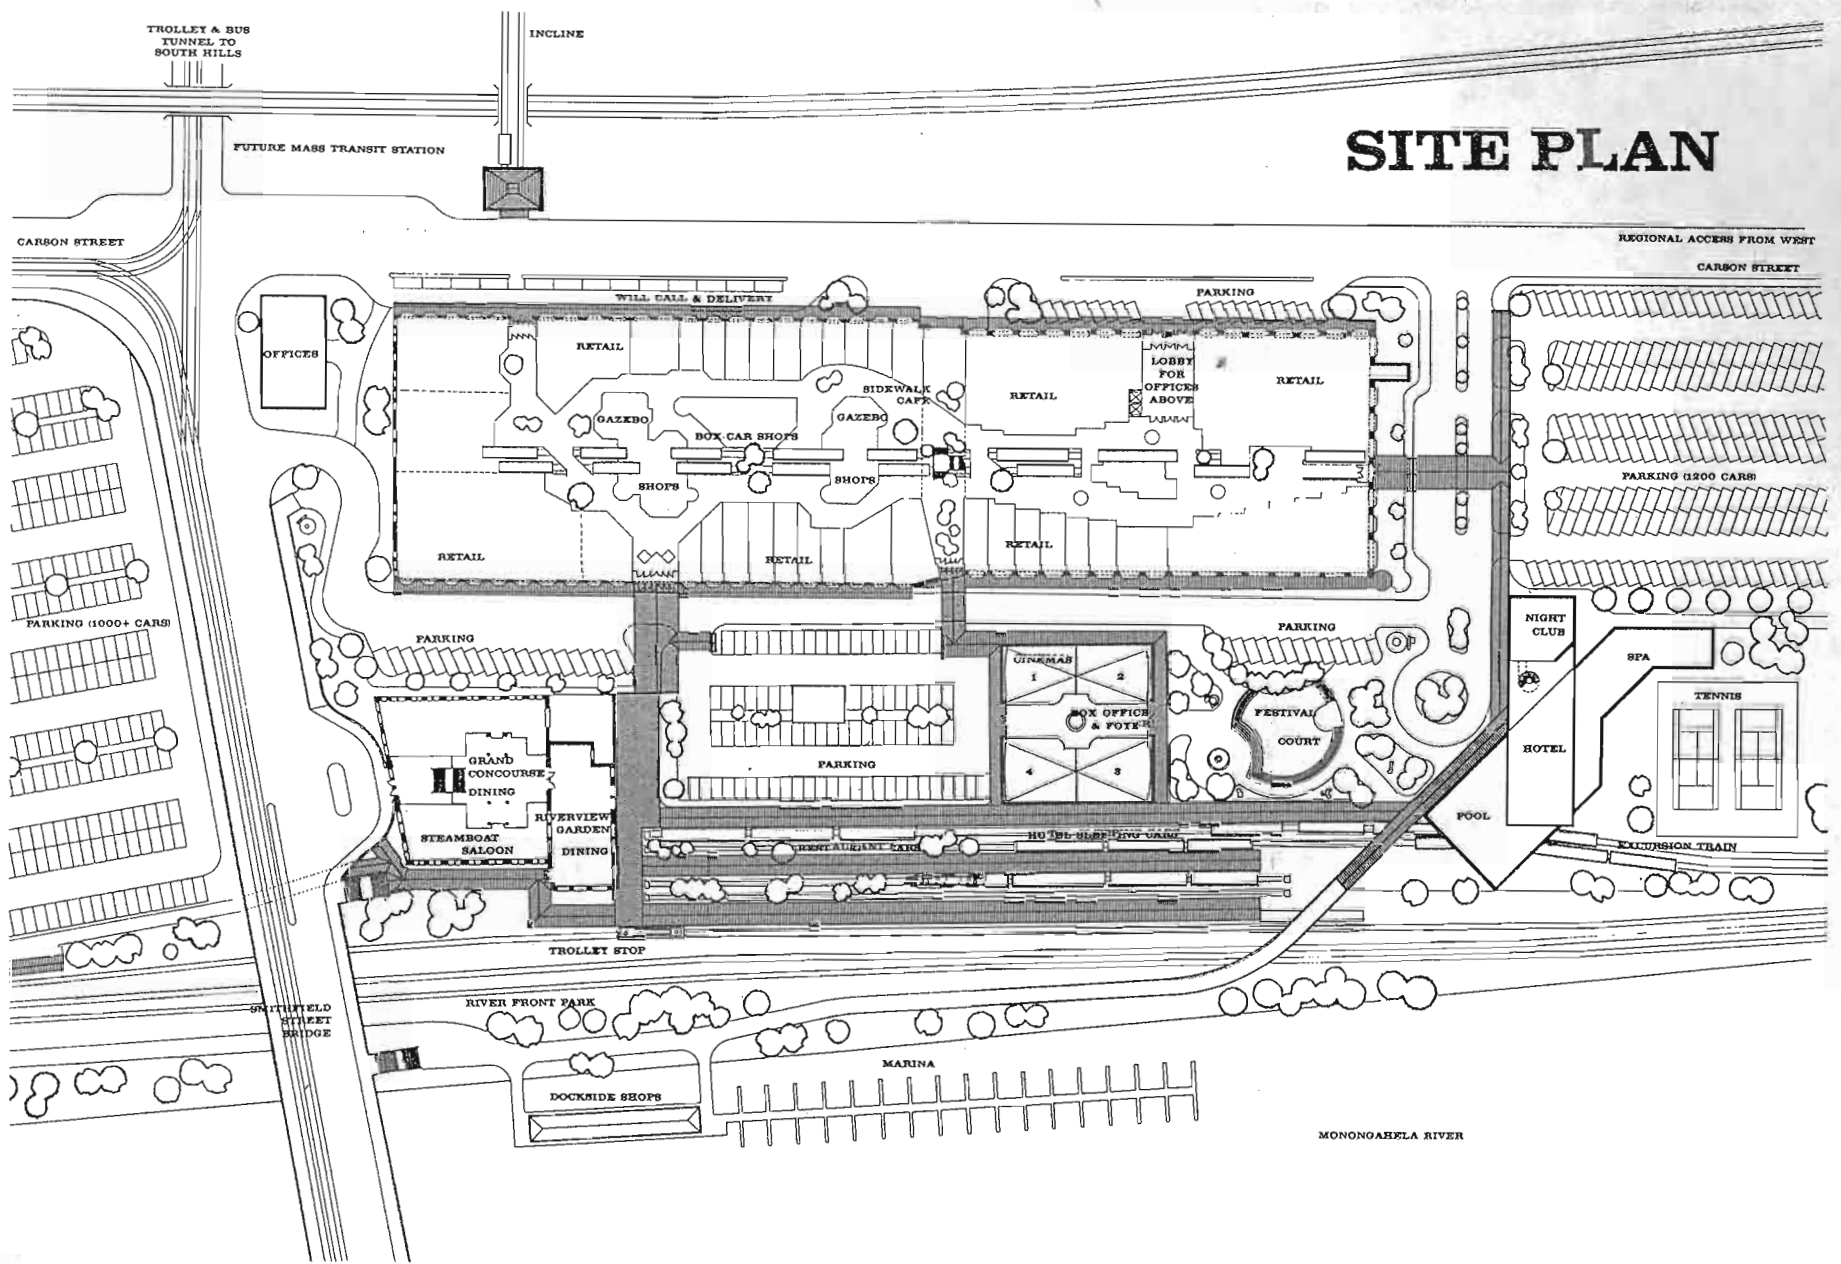 TROLLEY & BUS
TUNNEL TO
SOUTH HILLS
INCLINE
FUTURE MASS TRANSIT STATION
SITE PLAN
CARSON STREET
REGIONAL ACCESS FROM WEST
CARSON STREET
WILL CALL & DELIVERY
PARKING
OFFICES
RETAIL
SIDEWALK
CAFE
RETAIL
LOBBY
FOR
OFFICES
ABOVE
RETAIL
GAZEBO
BOX-CAR SHOPS
GAZEBO
SHOPS
SHOPS
PARKING (1200 CARS)
RETAIL
RETAIL
RETAIL
PARKING (1000+ CARS)
PARKING
PARKING
NIGHT
CLUB
CINEMAS
1
2
SPA
TENNIS
BOX OFFICE
& FOYER
FESTIVAL
COURT
HOTEL
GRAND
CONCOURSE
DINING
PARKING
4
3
RIVERVIEW
GARDEN
DINING
STEAMBOAT
SALOON
POOL
HOTEL SLEEPING CARS
RESTAURANT CARS
EXCURSION TRAIN
TROLLEY STOP
RIVER FRONT PARK
SMITHFIELD
STREET
BRIDGE
MARINA
DOCKSIDE SHOPS
MONONGAHELA RIVER